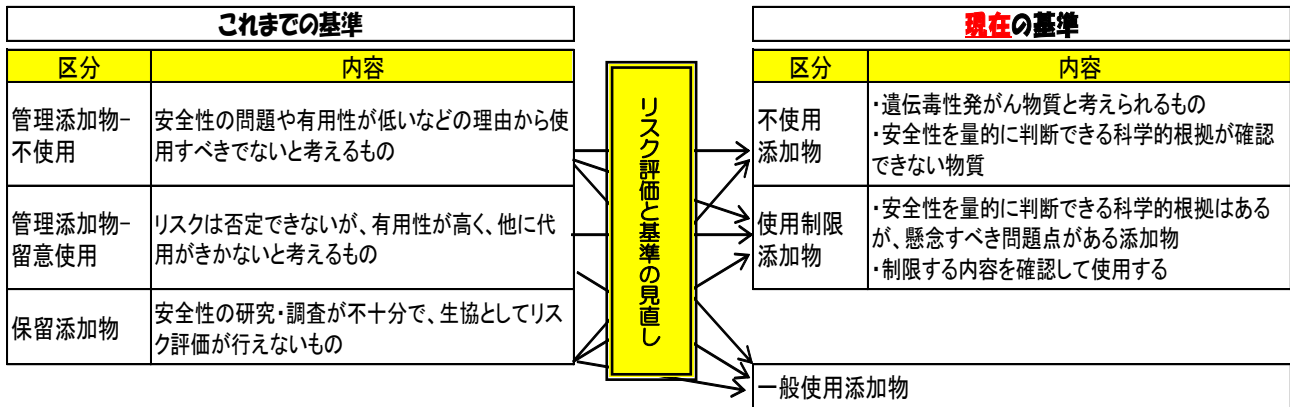 これまでの基準
区分
内容
管理添加物-
不使用
安全性の問題や有用性が低いなどの理由から使
用すべきでないと考えるもの
管理添加物-
留意使用
リスクは否定できないが、有用性が高く、他に代
用がきかないと考えるもの
保留添加物
安全性の研究・調査が不十分で、生協としてリス
ク評価が行えないもの
リスク評価と基準の見直し
現在の基準
区分
内容
不使用
添加物
・遺伝毒性発がん物質と考えられるもの
・安全性を量的に判断できる科学的根拠が確認
できない物質
使用制限
添加物
・安全性を量的に判断できる科学的根拠はある
が、懸念すべき問題点がある添加物
・制限する内容を確認して使用する
一般使用添加物